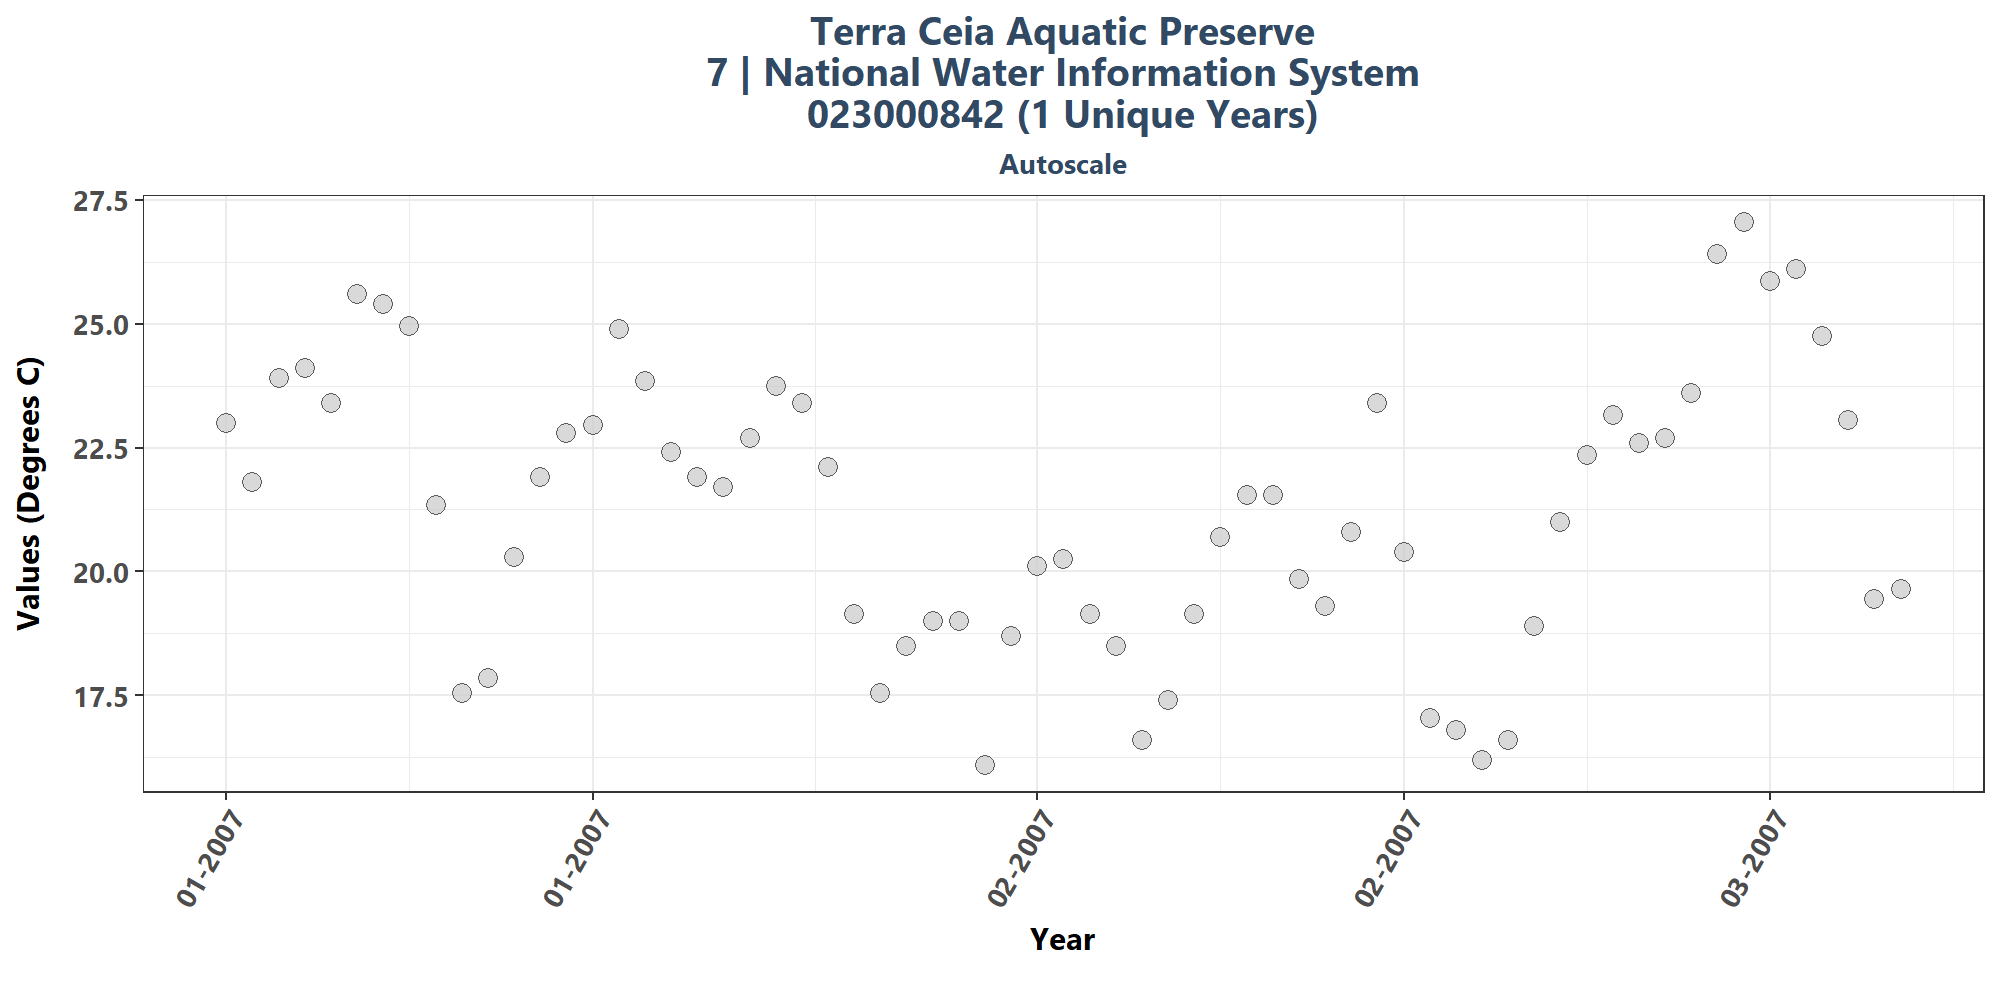 Terra Ceia Aquatic Preserve
7 | National Water Information System
023000842 (1 Unique Years)
Autoscale
Values (Degrees C)
27.5
25.0
22.5
20.0
17.5
01-2007
01-2007
02-2007
02-2007
03-2007
Year